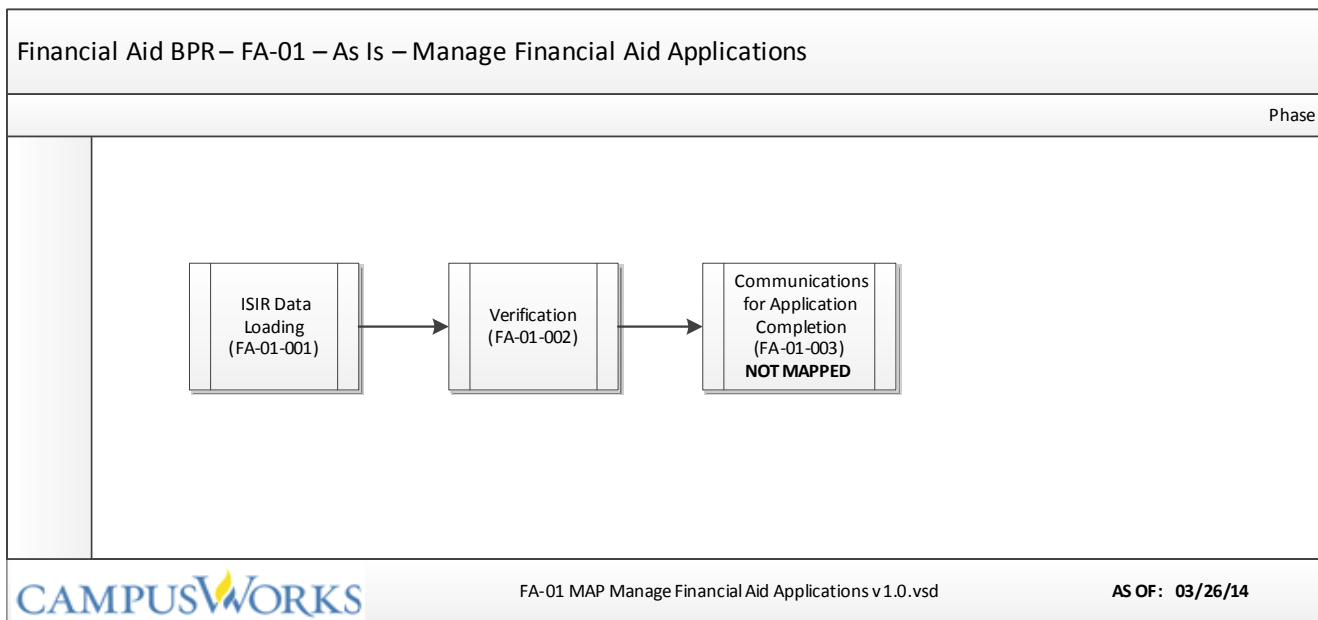 Financial Aid BPR – FA-01 – As Is – Manage Financial Aid Applications
Phase
ISIR Data
Loading
(FA-01-001)
Verification
(FA-01-002)
Communications
for Application
Completion
(FA-01-003)
NOT MAPPED
CAMPUSWORKS
FA-01 MAP Manage Financial Aid Applications v1.0.vsd
AS OF: 03/26/14